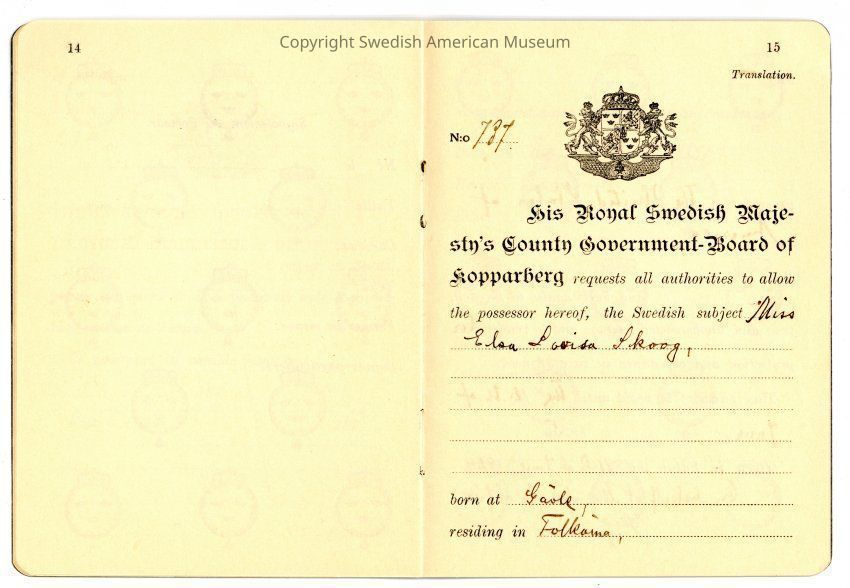 Copyright Swedish American Museum
14
15
Translation.
N:o 737.
His Royal Swedish Maje-
sty's County Government-Board of
Kopparberg requests all authorities to allow
the possessor hereof, the Swedish subject Miss
Elsa Lovisa Skoog,
born at Gävle,
residing in